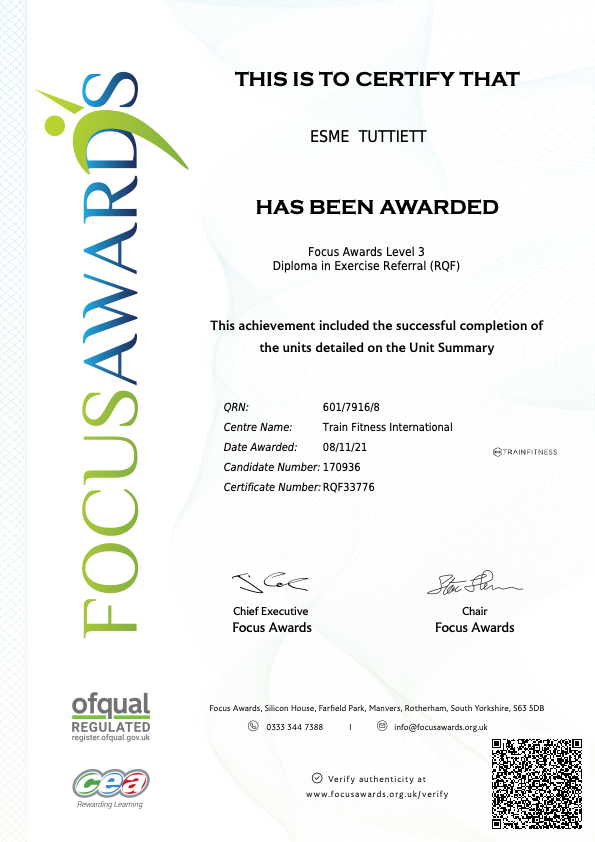 FOCUSAWARDS
THIS IS TO CERTIFY THAT
ESME TUTTIETT
HAS BEEN AWARDED
Focus Awards Level 3
Diploma in Exercise Referral (RQF)
This achievement included the successful completion of
the units detailed on the Unit Summary
QRN: 601/7916/8
Centre Name: Train Fitness International
Date Awarded: 08/11/21
Candidate Number: 170936
Certificate Number: RQF33776
TRAINFITNESS
Chief Executive
Focus Awards
Chair
Focus Awards
ofqual
REGULATED
register.ofqual.gov.uk
Focus Awards, Silicon House, Farfield Park, Manvers, Rotherham, South Yorkshire, S63 5DB
0333 344 7388 | info@focusawards.org.uk
cea
Rewarding Learning
Verify authenticity at
www.focusawards.org.uk/verify